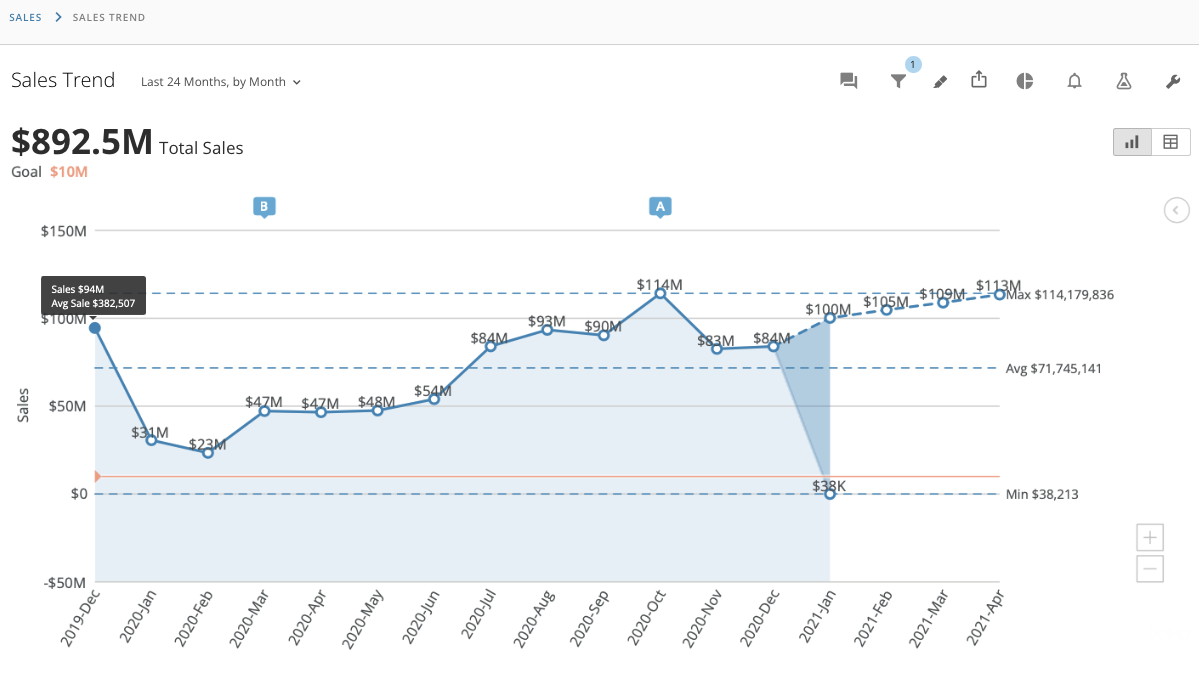 SALES > SALES TREND
Sales Trend Last 24 Months, by Month
1
$892.5M Total Sales
Goal $10M
B
A
$150M
Sales $94M
Avg Sale $382,507
$100M
$50M
$0
-$50M
Sales
$31M
$23M
$47M
$47M
$48M
$54M
$84M
$93M
$90M
$114M
$83M
$84M
$100M
$105M
$109M
$113M
$38K
Max $114,179,836
Avg $71,745,141
Min $38,213
+
−
2019-Dec
2020-Jan
2020-Feb
2020-Mar
2020-Apr
2020-May
2020-Jun
2020-Jul
2020-Aug
2020-Sep
2020-Oct
2020-Nov
2020-Dec
2021-Jan
2021-Feb
2021-Mar
2021-Apr